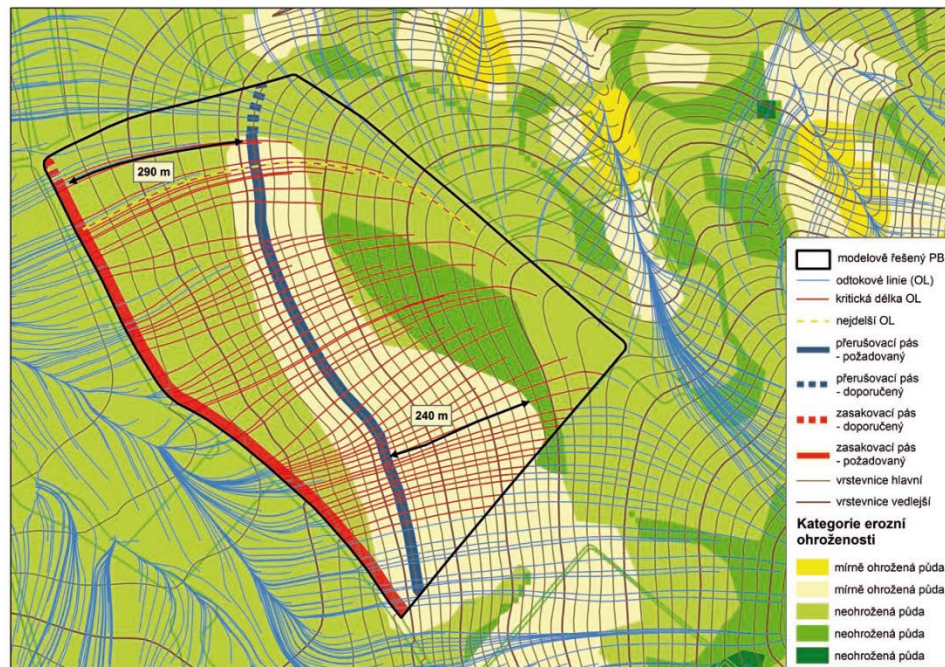 290 m
240 m
modelově řešený PB
odtokové linie (OL)
kritická délka OL
nejdelší OL
přerušovací pás
- požadovaný
přerušovací pás
- doporučený
zasakovací pás
- doporučený
zasakovací pás
- požadovaný
vrstevnice hlavní
vrstevnice vedlejší
Kategorie erozní
ohroženosti
mírně ohrožená půda
mírně ohrožená půda
neohrožená půda
neohrožená půda
neohrožená půda